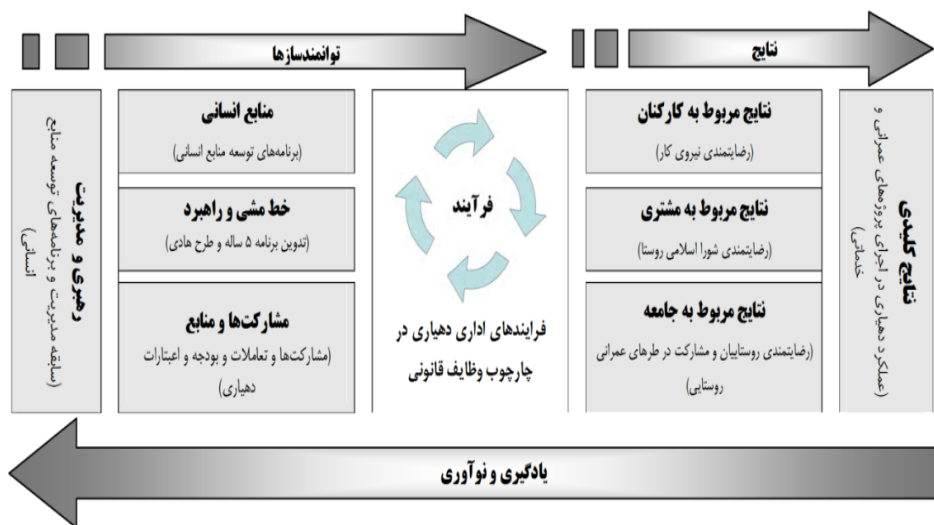 توانمندسازها
نتایج
رهبری و مدیریت
(سابقه مدیریت و برنامه‌های توسعه منابع
انسانی)
منابع انسانی
(برنامه‌های توسعه منابع انسانی)
خط مشی و راهبرد
(تدوین برنامه ۵ ساله و طرح هادی)
مشارکت‌ها و منابع
(مشارکت‌ها و تعاملات و بودجه و اعتبارات
دهیاری)
فرآیند
فرایندهای اداری دهیاری در
چارچوب وظایف قانونی
نتایج مربوط به کارکنان
(رضایتمندی نیروی کار)
نتایج مربوط به مشتری
(رضایتمندی شورا اسلامی روستا)
نتایج مربوط به جامعه
(رضایتمندی روستاییان و مشارکت در طرهای عمرانی
روستایی)
نتایج کلیدی
(عملکرد دهیاری در اجرای پروژه‌های عمرانی و
خدماتی)
یادگیری و نوآوری